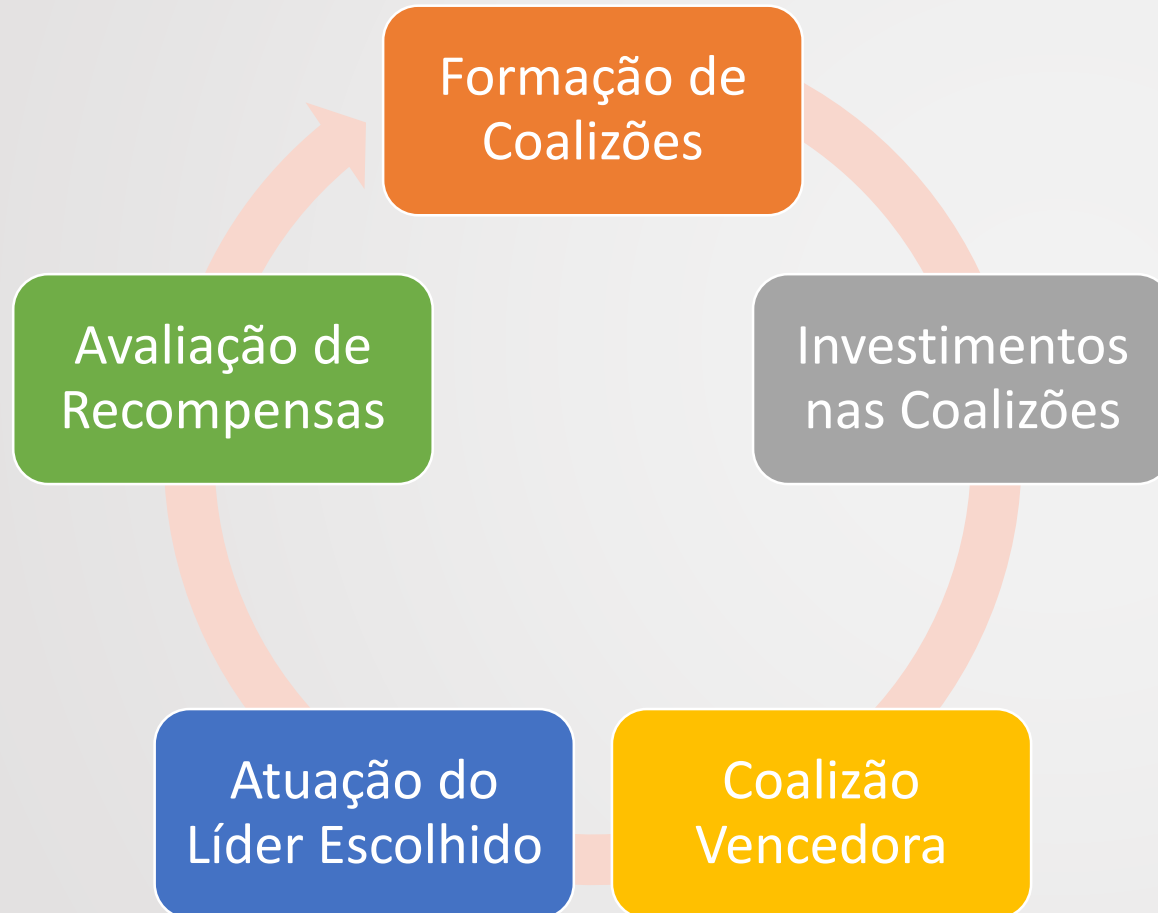 Formação de
Coalizões
Investimentos
nas Coalizões
Coalizão
Vencedora
Atuação do
Líder Escolhido
Avaliação de
Recompensas